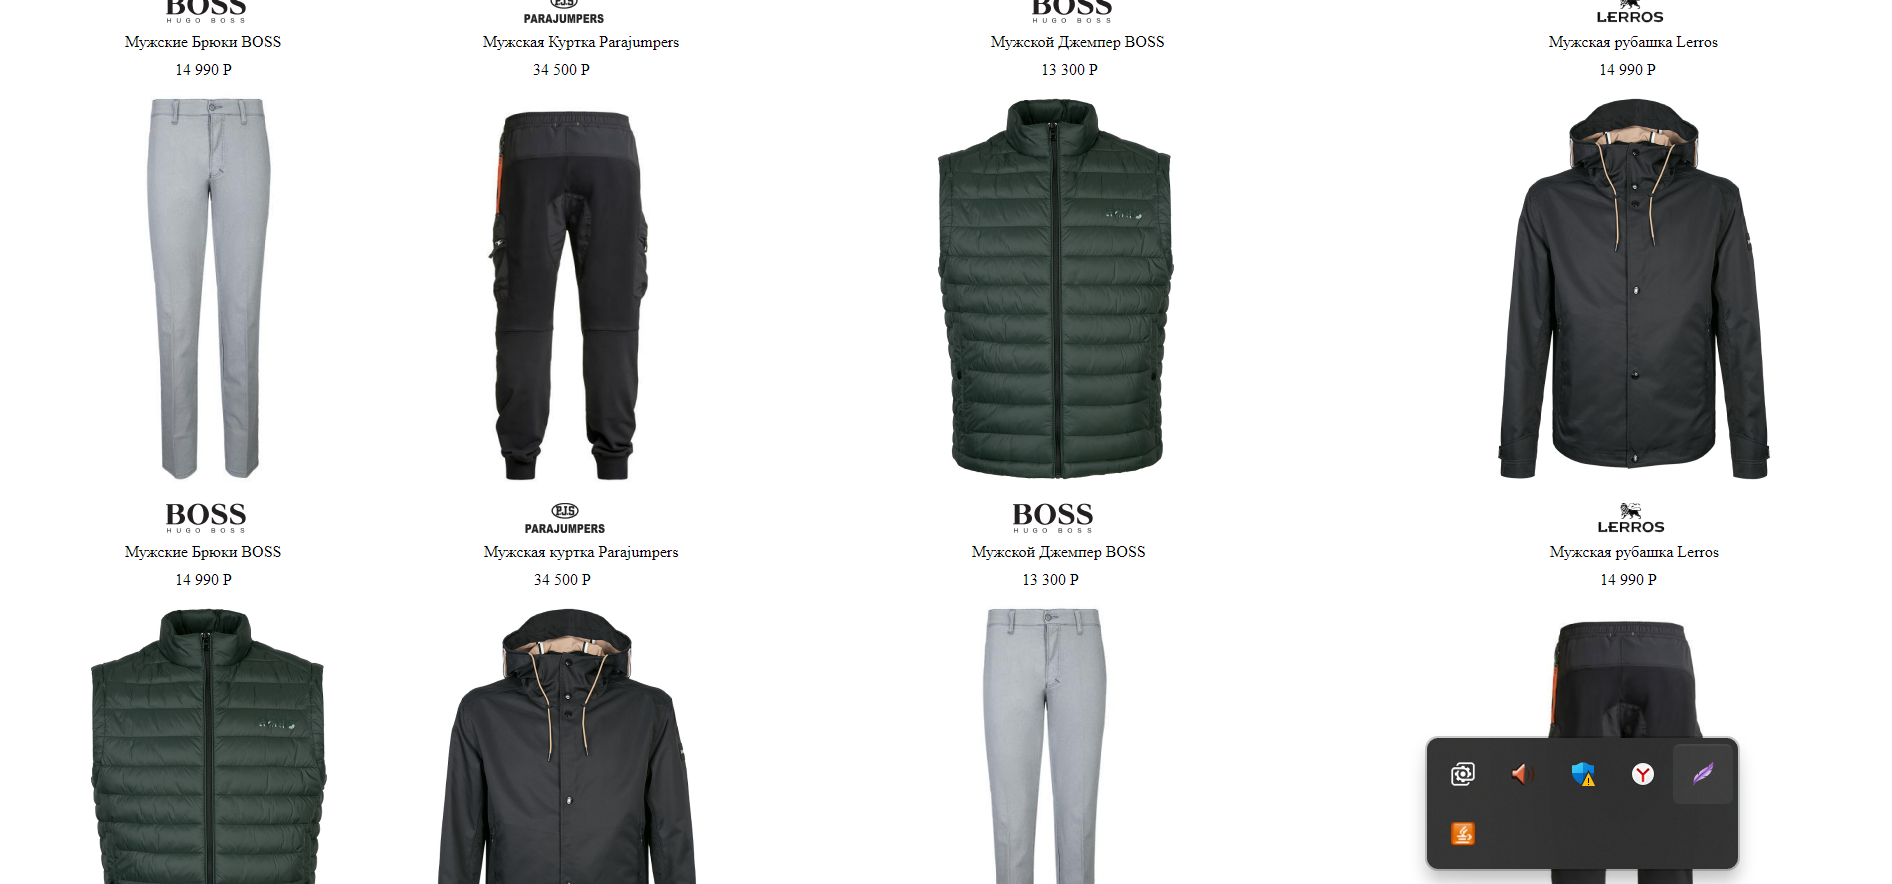 BOSS
HUGO BOSS
Мужские Брюки BOSS
14 990 Р
P.J.S
PARAJUMPERS
Мужская Куртка Parajumpers
34 500 Р
BOSS
HUGO BOSS
Мужской Джемпер BOSS
13 300 Р
LERROS
Мужская рубашка Lerros
14 990 Р
BOSS
HUGO BOSS
Мужские Брюки BOSS
14 990 Р
P.J.S
PARAJUMPERS
Мужская куртка Parajumpers
34 500 Р
BOSS
HUGO BOSS
Мужской Джемпер BOSS
13 300 Р
LERROS
Мужская рубашка Lerros
14 990 Р